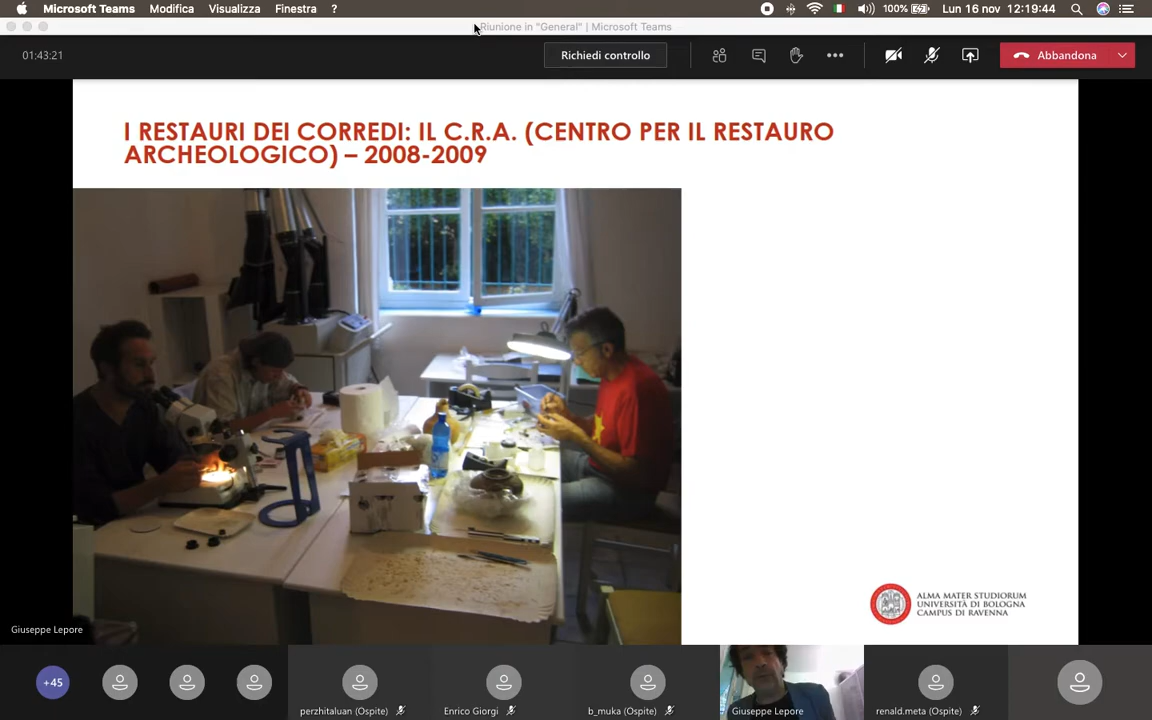 Microsoft Teams Modifica Visualizza Finestra ? 100% Lun 16 nov 12:19:44
Riunione in "General" | Microsoft Teams
01:43:21 Richiedi controllo Abbandona
I RESTAURI DEI CORREDI: IL C.R.A. (CENTRO PER IL RESTAURO
ARCHEOLOGICO) – 2008-2009
ALMA MATER STUDIORUM
UNIVERSITÀ DI BOLOGNA
CAMPUS DI RAVENNA
Giuseppe Lepore
+45
perzhitaluan (Ospite) Enrico Giorgi b_muka (Ospite) Giuseppe Lepore renald.meta (Ospite)